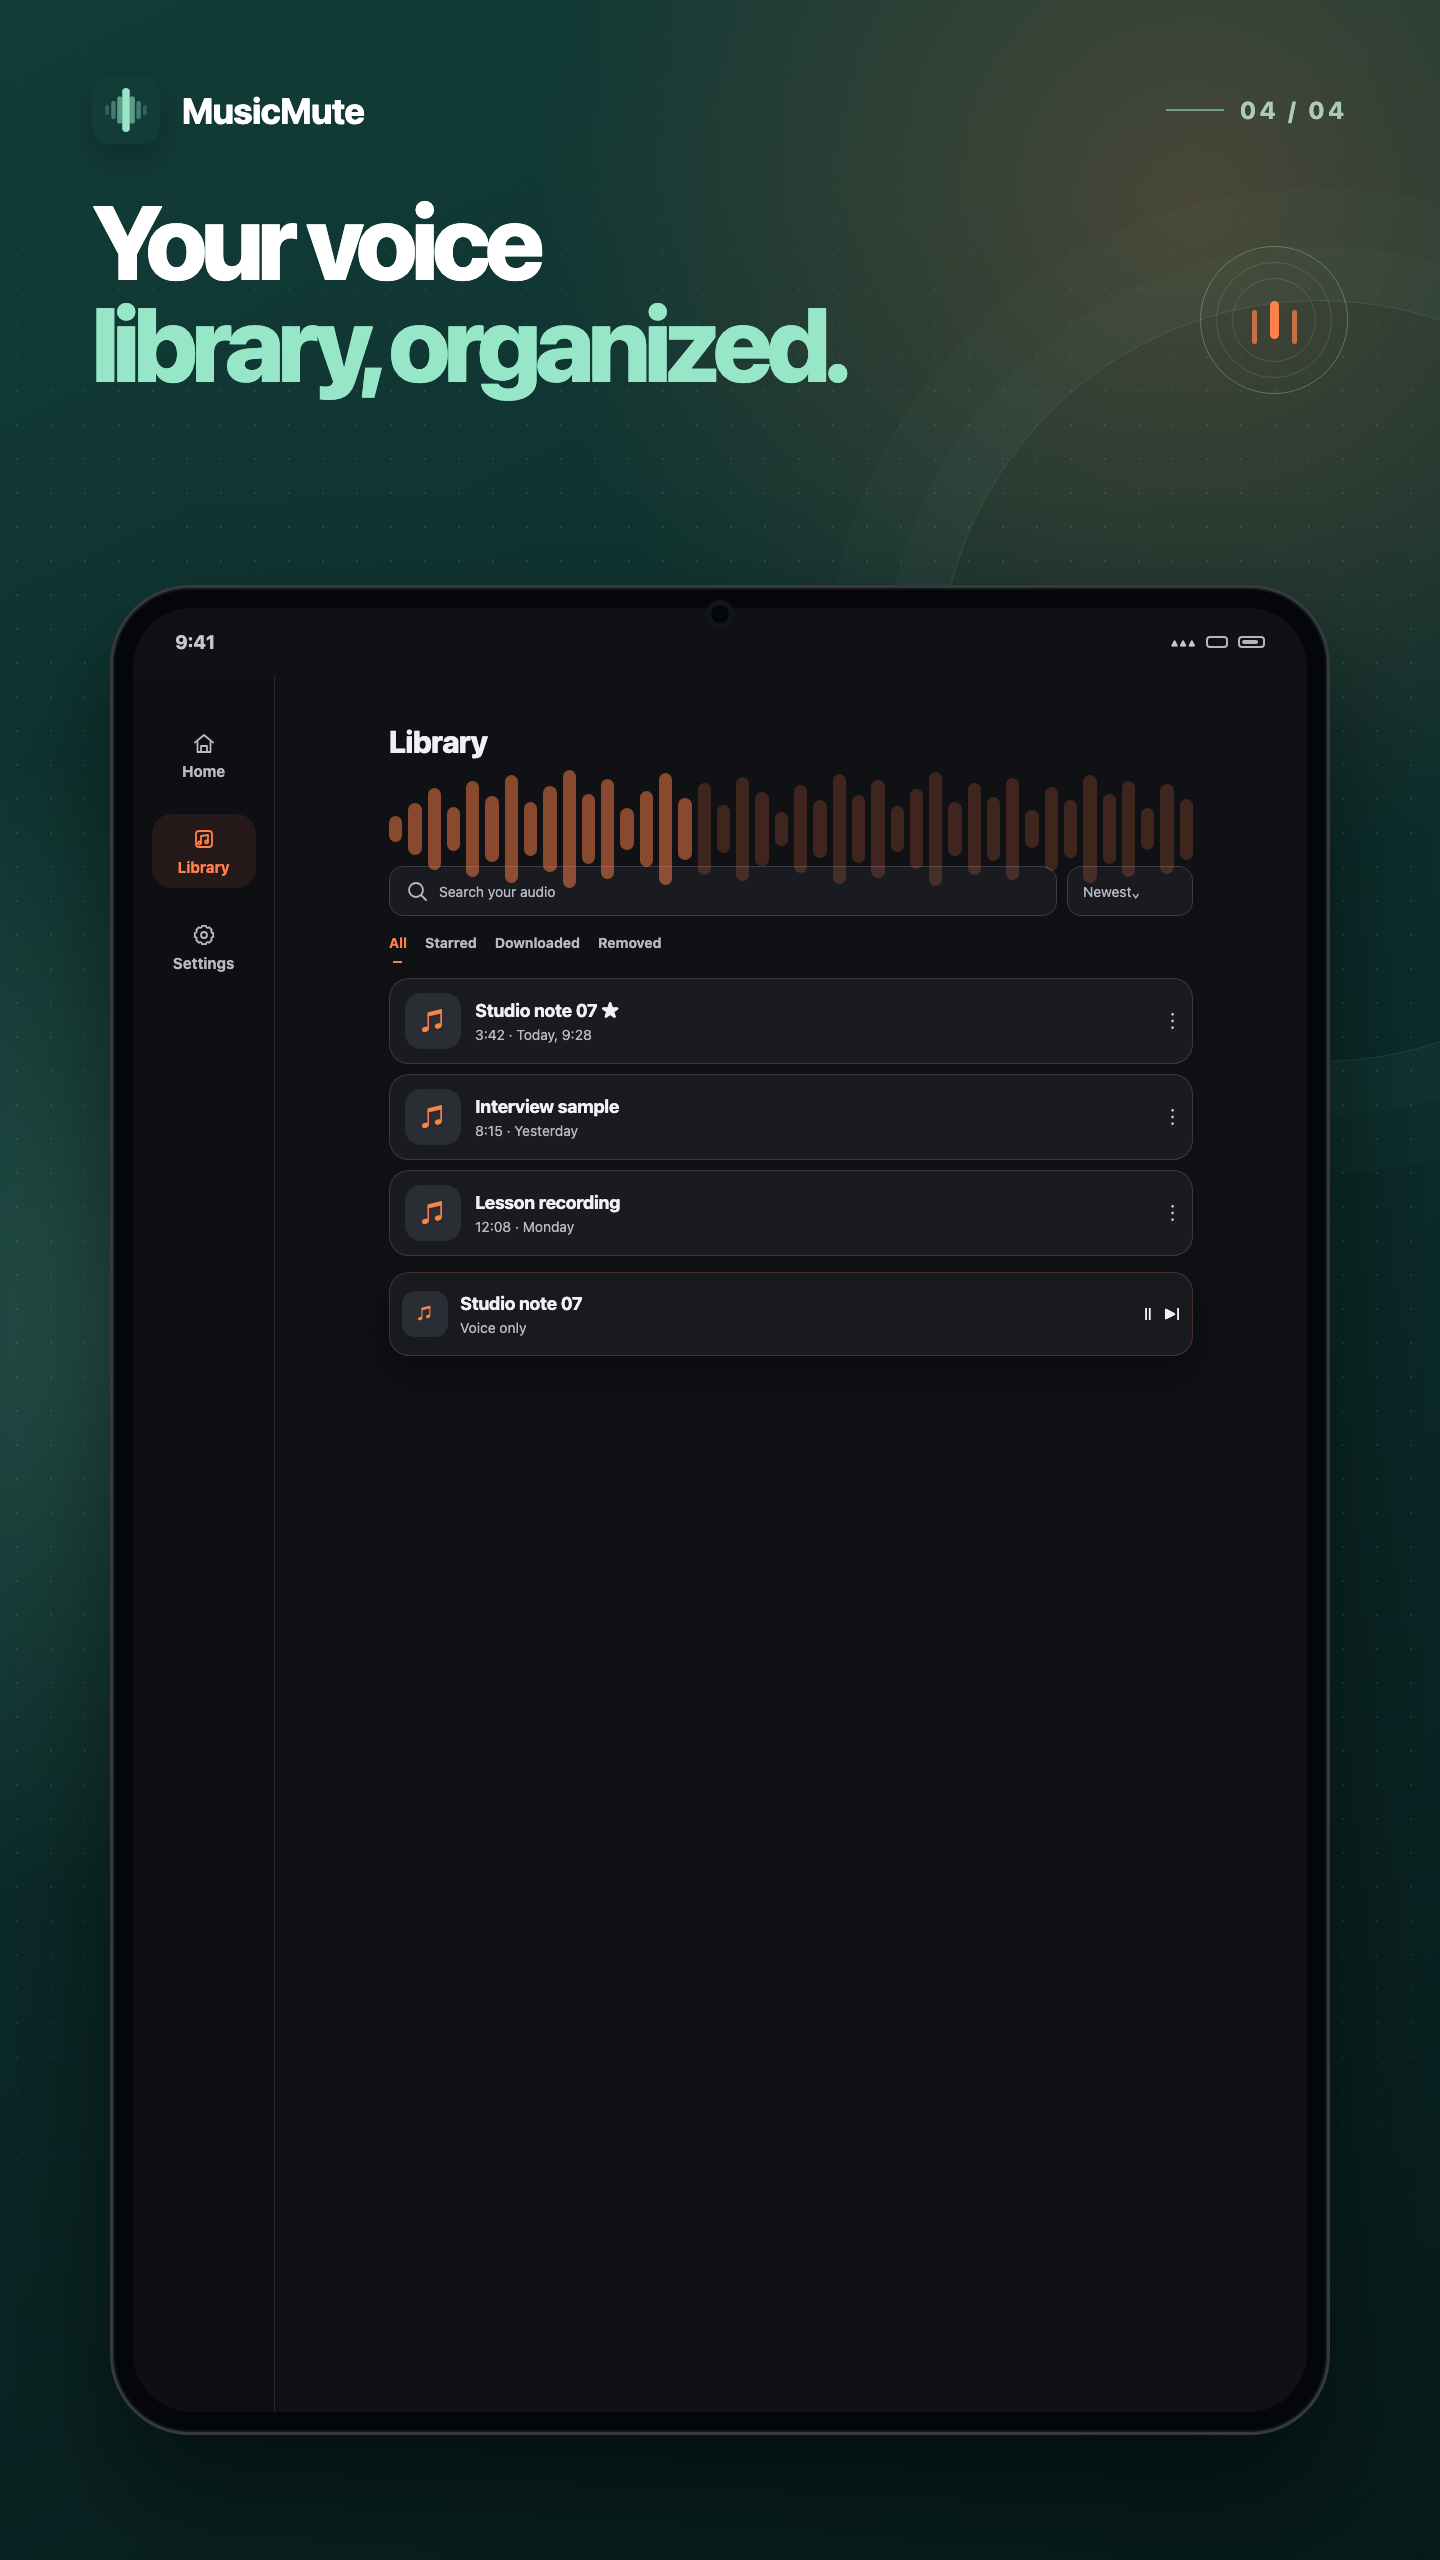 MusicMute
04 / 04
Your voice
library, organized.
9:41
Home
Library
Settings
Library
Search your audio
Newest
All Starred Downloaded Removed
Studio note 07 ★
3:42 · Today, 9:28
Interview sample
8:15 · Yesterday
Lesson recording
12:08 · Monday
Studio note 07
Voice only